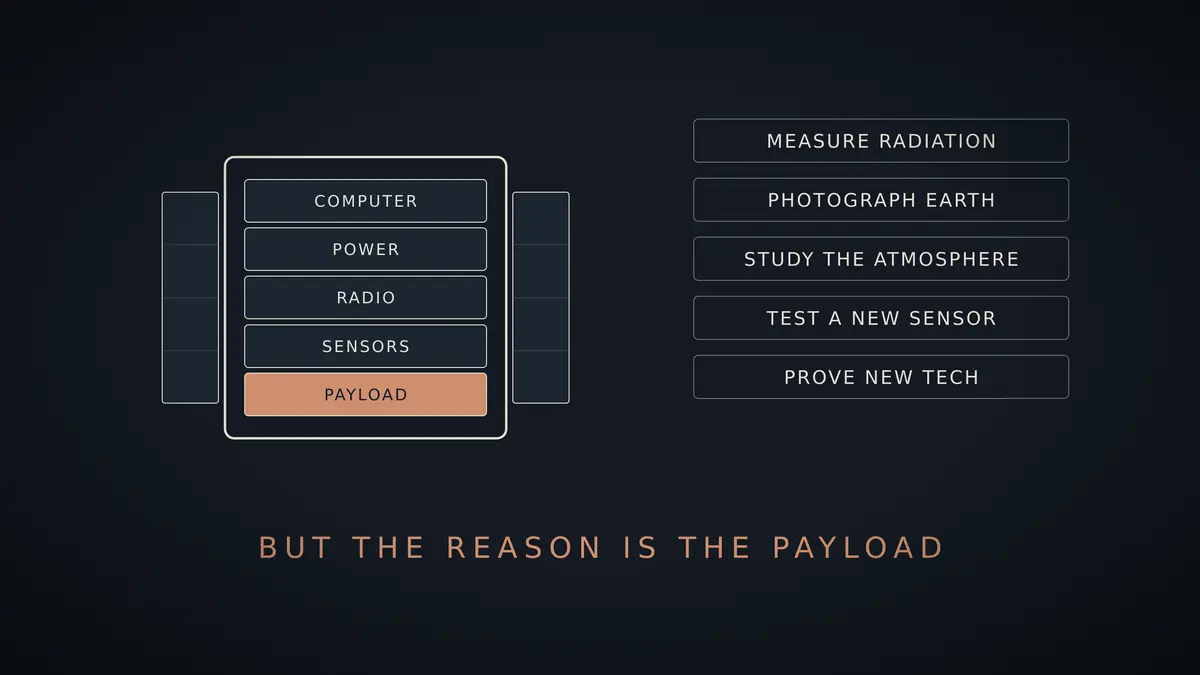 COMPUTER
POWER
RADIO
SENSORS
PAYLOAD
MEASURE RADIATION
PHOTOGRAPH EARTH
STUDY THE ATMOSPHERE
TEST A NEW SENSOR
PROVE NEW TECH
BUT THE REASON IS THE PAYLOAD